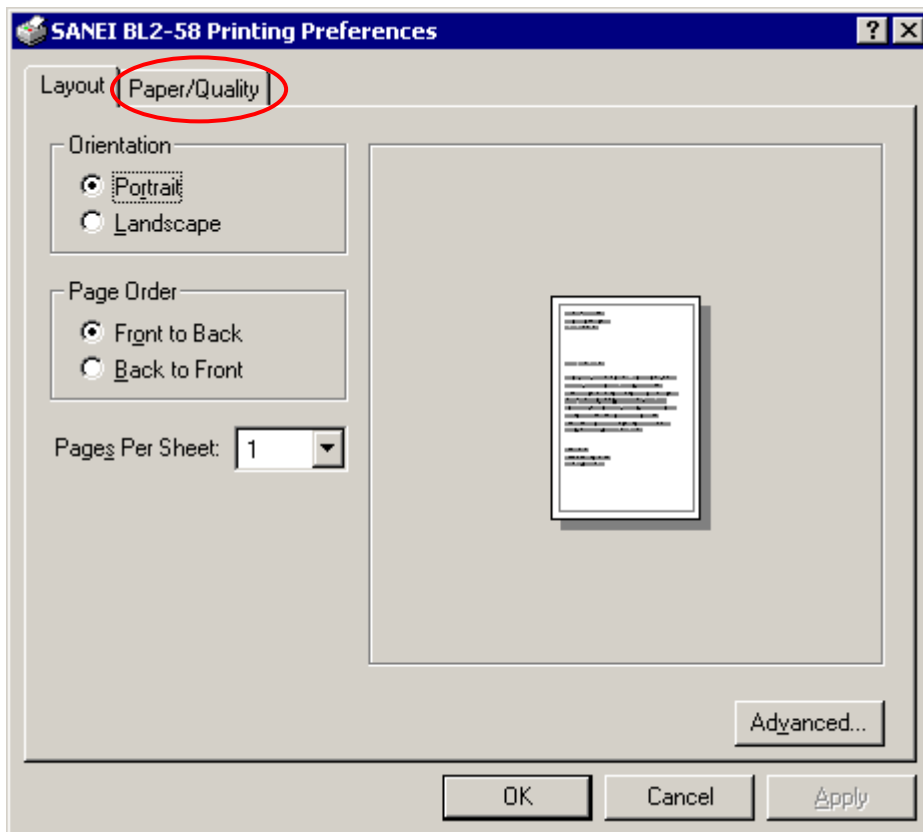 SANEI BL2-58 Printing Preferences
Layout
Paper/Quality
Orientation
Portrait
Landscape
Page Order
Front to Back
Back to Front
Pages Per Sheet: 1
Advanced...
OK
Cancel
Apply